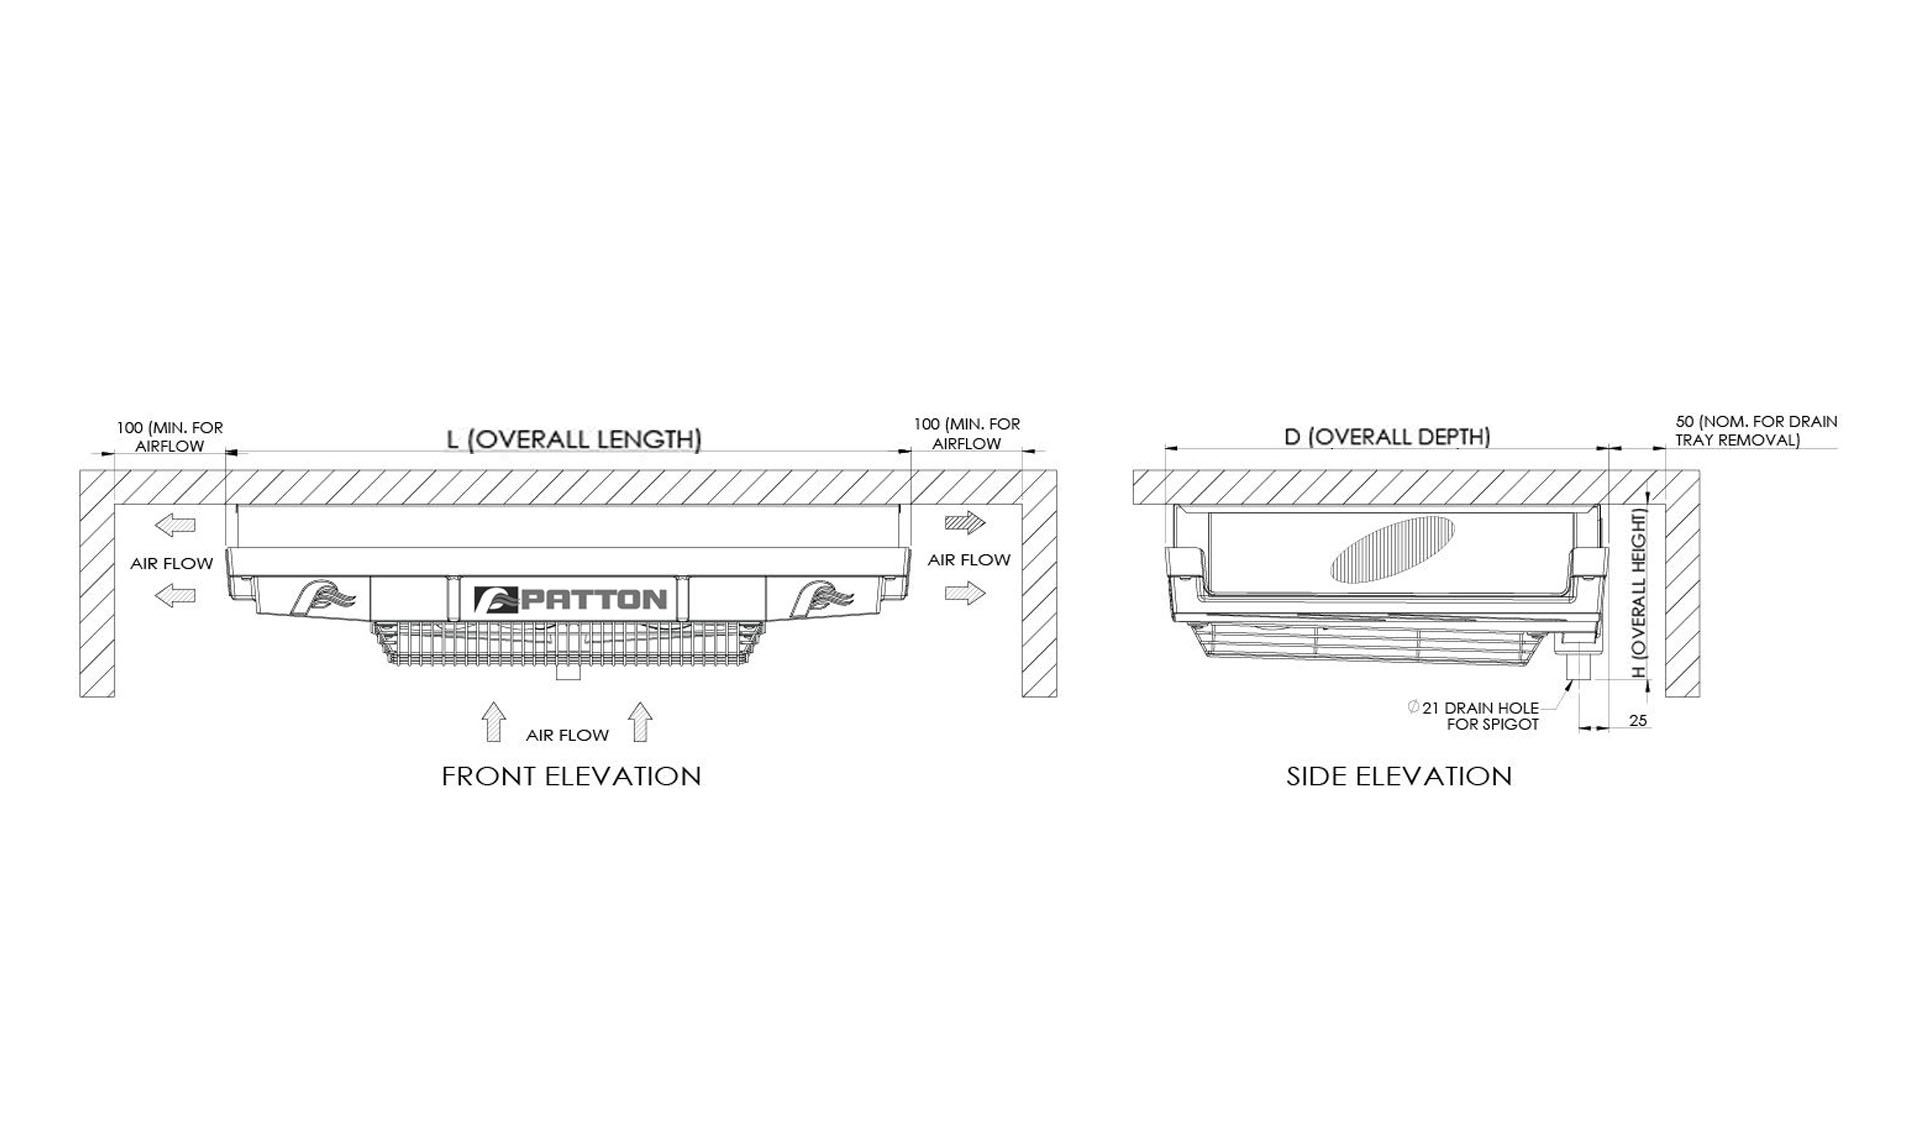 100 (MIN. FOR
AIRFLOW
L (OVERALL LENGTH)
100 (MIN. FOR
AIRFLOW
AIR FLOW
AIR FLOW
PATTON
AIR FLOW
FRONT ELEVATION
D (OVERALL DEPTH)
50 (NOM. FOR DRAIN
TRAY REMOVAL)
H (OVERALL HEIGHT)
∅ 21 DRAIN HOLE
FOR SPIGOT
25
SIDE ELEVATION